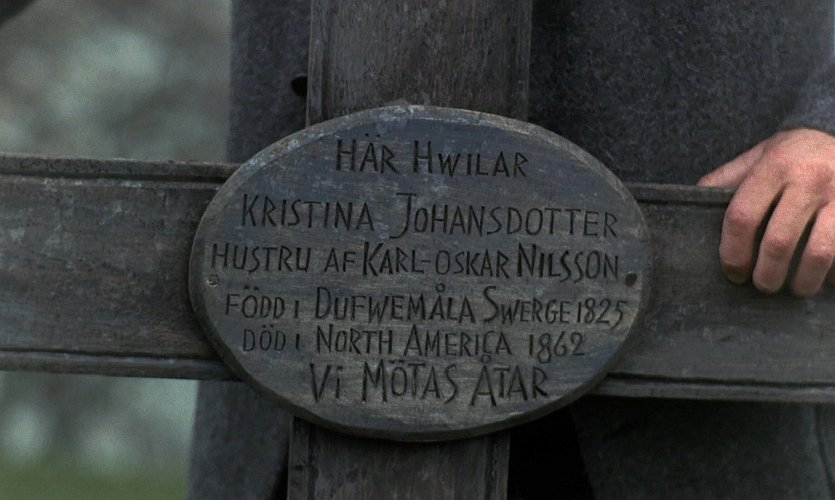 HÄR HWILAR
KRISTINA JOHANSDOTTER
HUSTRU AF KARL-OSKAR NILSSON.
FÖDD I DUFWEMÅLA SWERGE 1825
DÖD I NORTH AMERICA 1862
Vi MÖTAS ÅTAR